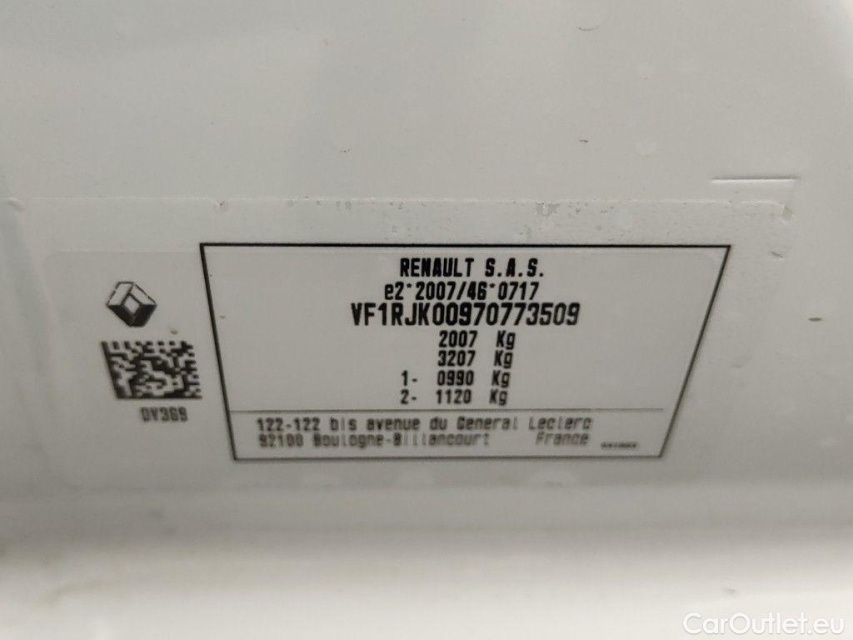 RENAULT S.A.S.
e2*2007/46*0717
VF1RJK00970773509
2007 Kg
3207 Kg
1- 0990 Kg
2- 1120 Kg
DV369
122-122 bis avenue du General Leclerc
92100 Boulogne-Billancourt France
CarOutlet.eu